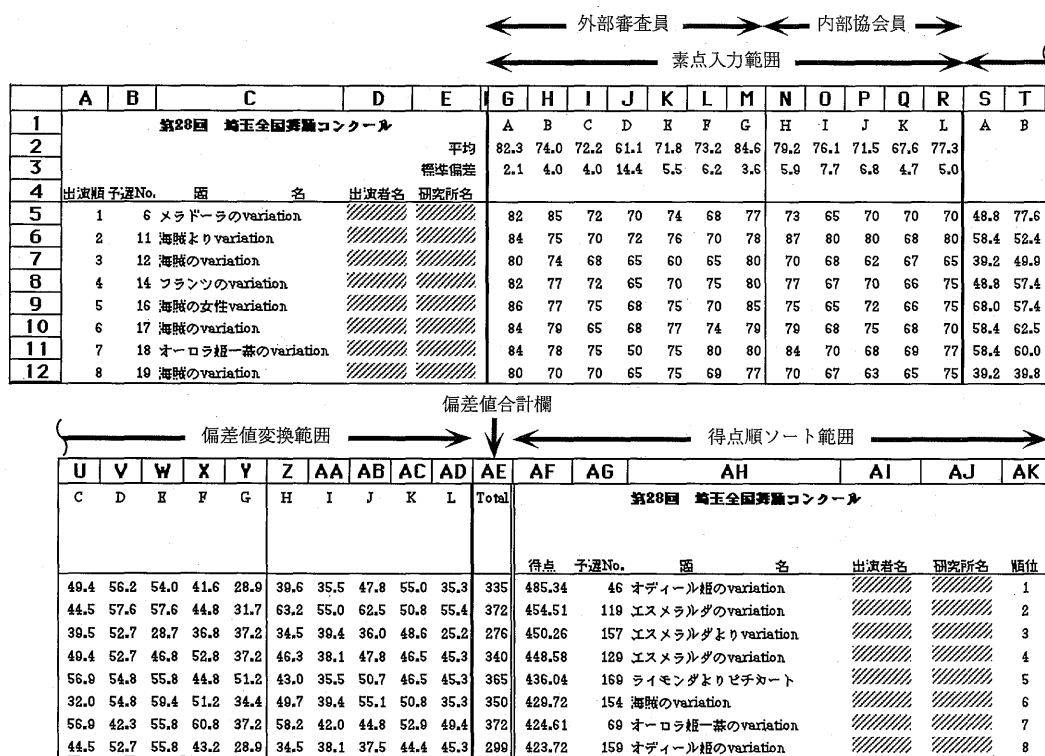 外部審査員 内部協会員
素点入力範囲
A B C D E G H I J K L M N O P Q R S T
1 第28回 埼玉全国舞踊コンクール A B C D E F G H I J K L A B
2 平均 82.3 74.0 72.2 61.1 71.8 73.2 84.6 79.2 76.1 71.5 67.6 77.3
3 標準偏差 2.1 4.0 4.0 14.4 5.5 6.2 3.6 5.9 7.7 6.8 4.7 5.0
4 出演順 予選No. 題 名 出演者名 研究所名
5 1 6 メラドーラのvariation 82 85 72 70 74 68 77 73 65 70 70 70 48.8 77.6
6 2 11 海賊よりvariation 84 75 70 72 76 70 78 87 80 80 68 80 58.4 52.4
7 3 12 海賊のvariation 80 74 68 65 60 65 80 70 68 62 67 65 39.2 49.9
8 4 14 フランツのvariation 82 77 72 65 70 75 80 77 67 70 66 75 48.8 57.4
9 5 16 海賊の女性variation 86 77 75 68 75 70 85 75 65 72 66 75 68.0 57.4
10 6 17 海賊のvariation 84 79 65 68 77 74 79 79 68 75 68 70 58.4 62.5
11 7 18 オーロラ姫一幕のvariation 84 78 75 50 75 80 80 84 70 68 69 77 58.4 60.0
12 8 19 海賊のvariation 80 70 70 65 75 69 77 70 67 63 65 75 39.2 39.8
偏差値合計欄
偏差値変換範囲 得点順ソート範囲
U V W X Y Z AA AB AC AD AE AF AG AH AI AJ AK
C D E F G H I J K L Total 第28回 埼玉全国舞踊コンクール
得点 予選No. 題 名 出演者名 研究所名 順位
49.4 56.2 54.0 41.6 28.9 39.6 35.5 47.8 55.0 35.3 335 485.34 46 オディール姫のvariation 1
44.5 57.6 57.6 44.8 31.7 63.2 55.0 62.5 50.8 55.4 372 454.51 119 エスメラルダのvariation 2
39.5 52.7 28.7 36.8 37.2 34.5 39.4 36.0 48.6 25.2 276 450.26 157 エスメラルダよりvariation 3
49.4 52.7 46.8 52.8 37.2 46.3 38.1 47.8 46.5 45.3 340 448.58 129 エスメラルダのvariation 4
56.9 54.8 55.8 44.8 51.2 43.0 35.5 50.7 46.5 45.3 365 436.04 169 ライモンダよりピチカート 5
32.0 54.8 59.4 51.2 34.4 49.7 39.4 55.1 50.8 35.3 350 429.72 154 海賊のvariation 6
56.9 42.3 55.8 60.8 37.2 58.2 42.0 44.8 52.9 49.4 372 424.61 69 オーロラ姫一幕のvariation 7
44.5 52.7 55.8 43.2 28.9 34.5 38.1 37.5 44.4 45.3 299 423.72 159 オディール姫のvariation 8